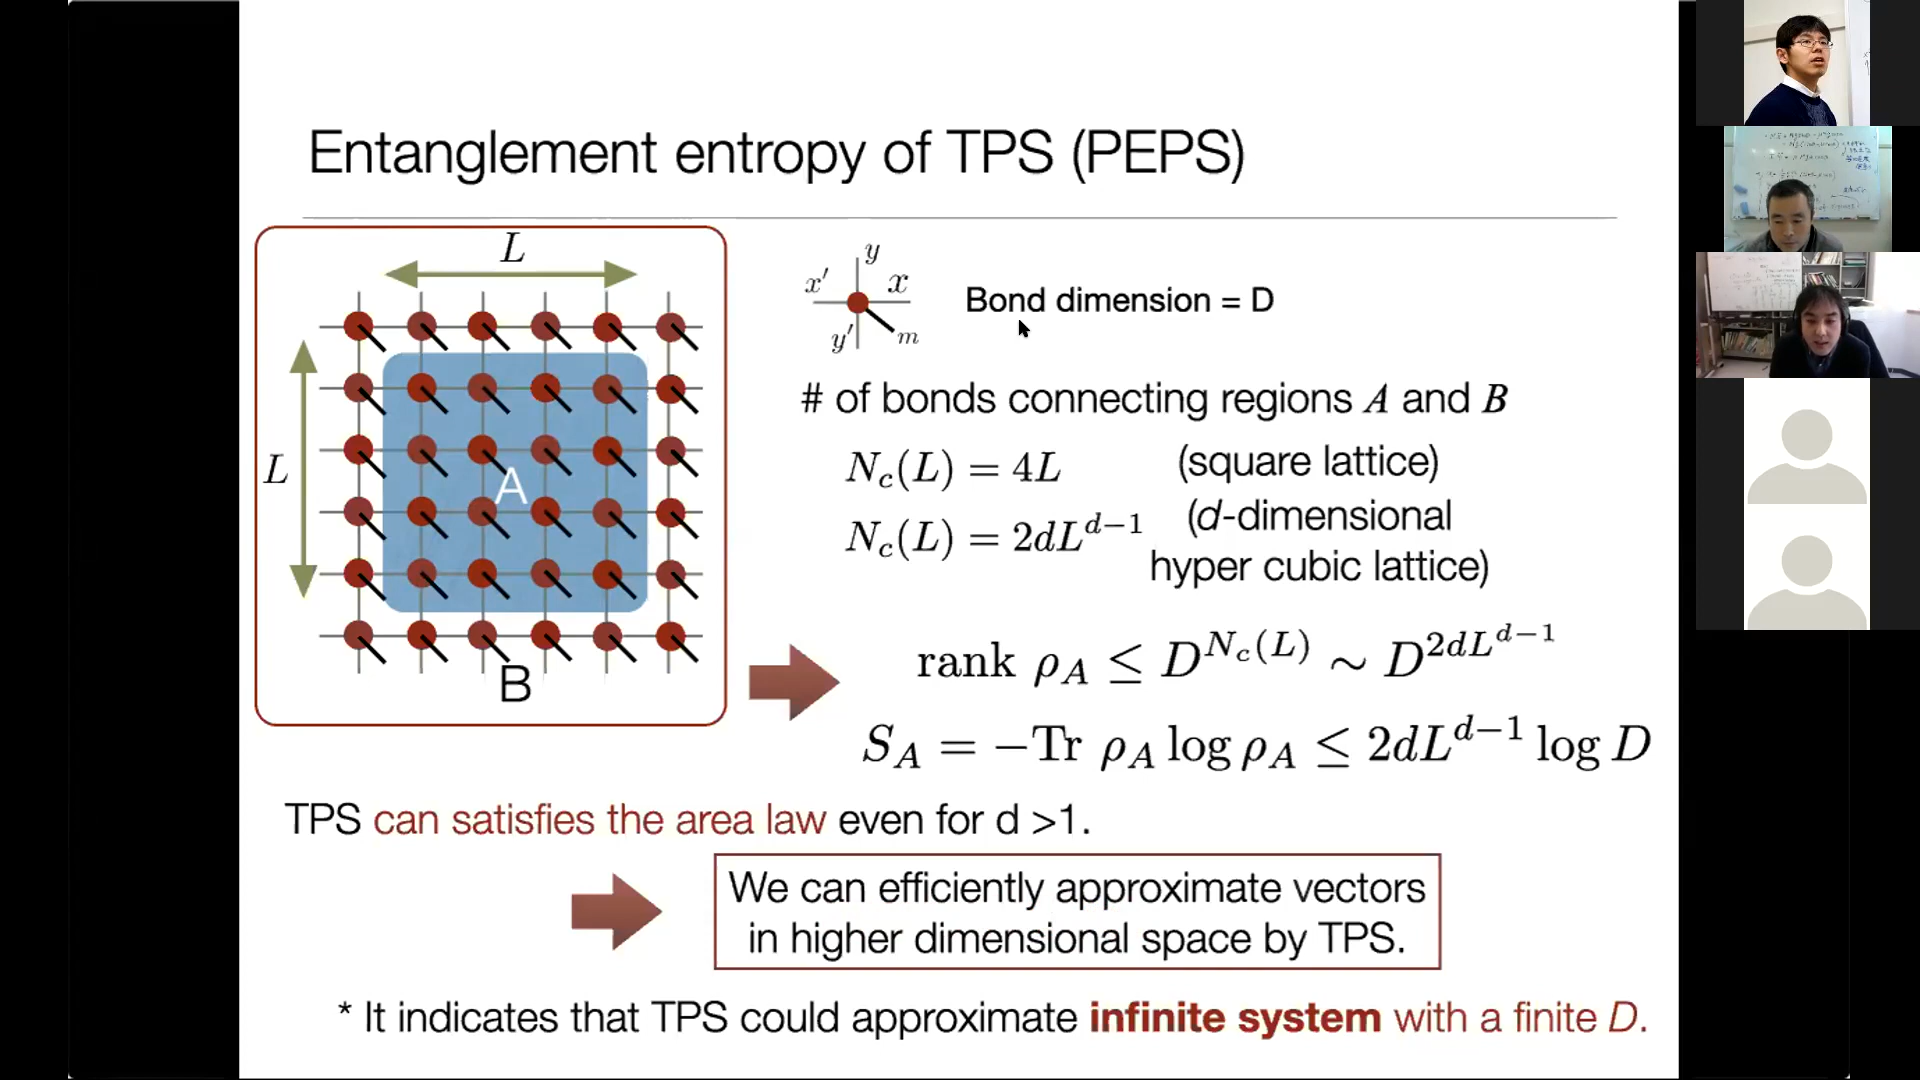 Entanglement entropy of TPS (PEPS)
L
L
A
B
y
x'
x
y'
m
Bond dimension = D
# of bonds connecting regions A and B
N_c(L) = 4L (square lattice)
N_c(L) = 2dL^{d−1} (d-dimensional
hyper cubic lattice)
rank ρ_A ≤ D^{N_c(L)} ∼ D^{2dL^{d−1}}
S_A = −Tr ρ_A log ρ_A ≤ 2dL^{d−1} log D
TPS can satisfies the area law even for d >1.
We can efficiently approximate vectors
in higher dimensional space by TPS.
* It indicates that TPS could approximate infinite system with a finite D.